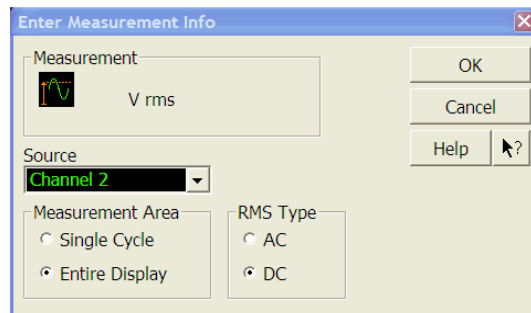 Enter Measurement Info
Measurement
V rms
OK
Cancel
Help ?
Source
Channel 2
Measurement Area
Single Cycle
Entire Display
RMS Type
AC
DC